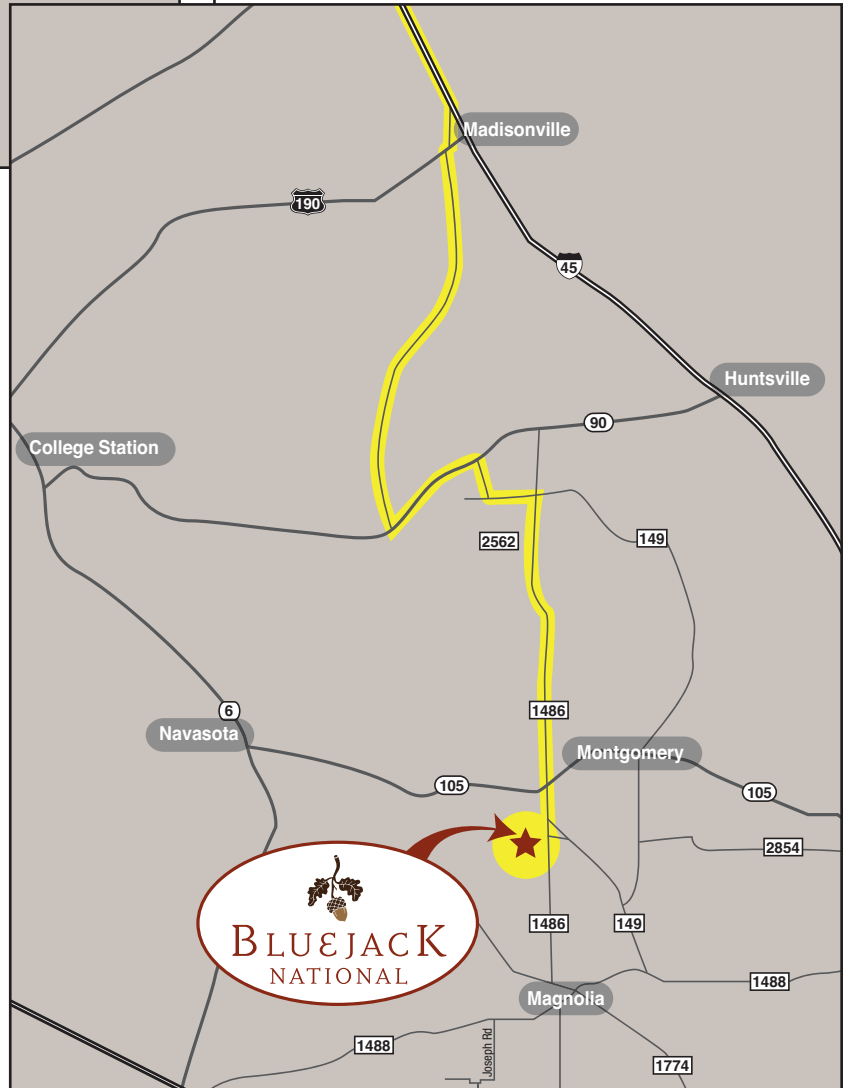 Madisonville
190
45
Huntsville
90
College Station
2562
149
6
1486
Navasota
Montgomery
105
105
2854
BLUEJACK
NATIONAL
1486
149
1488
Magnolia
1488
Joseph Rd
1774